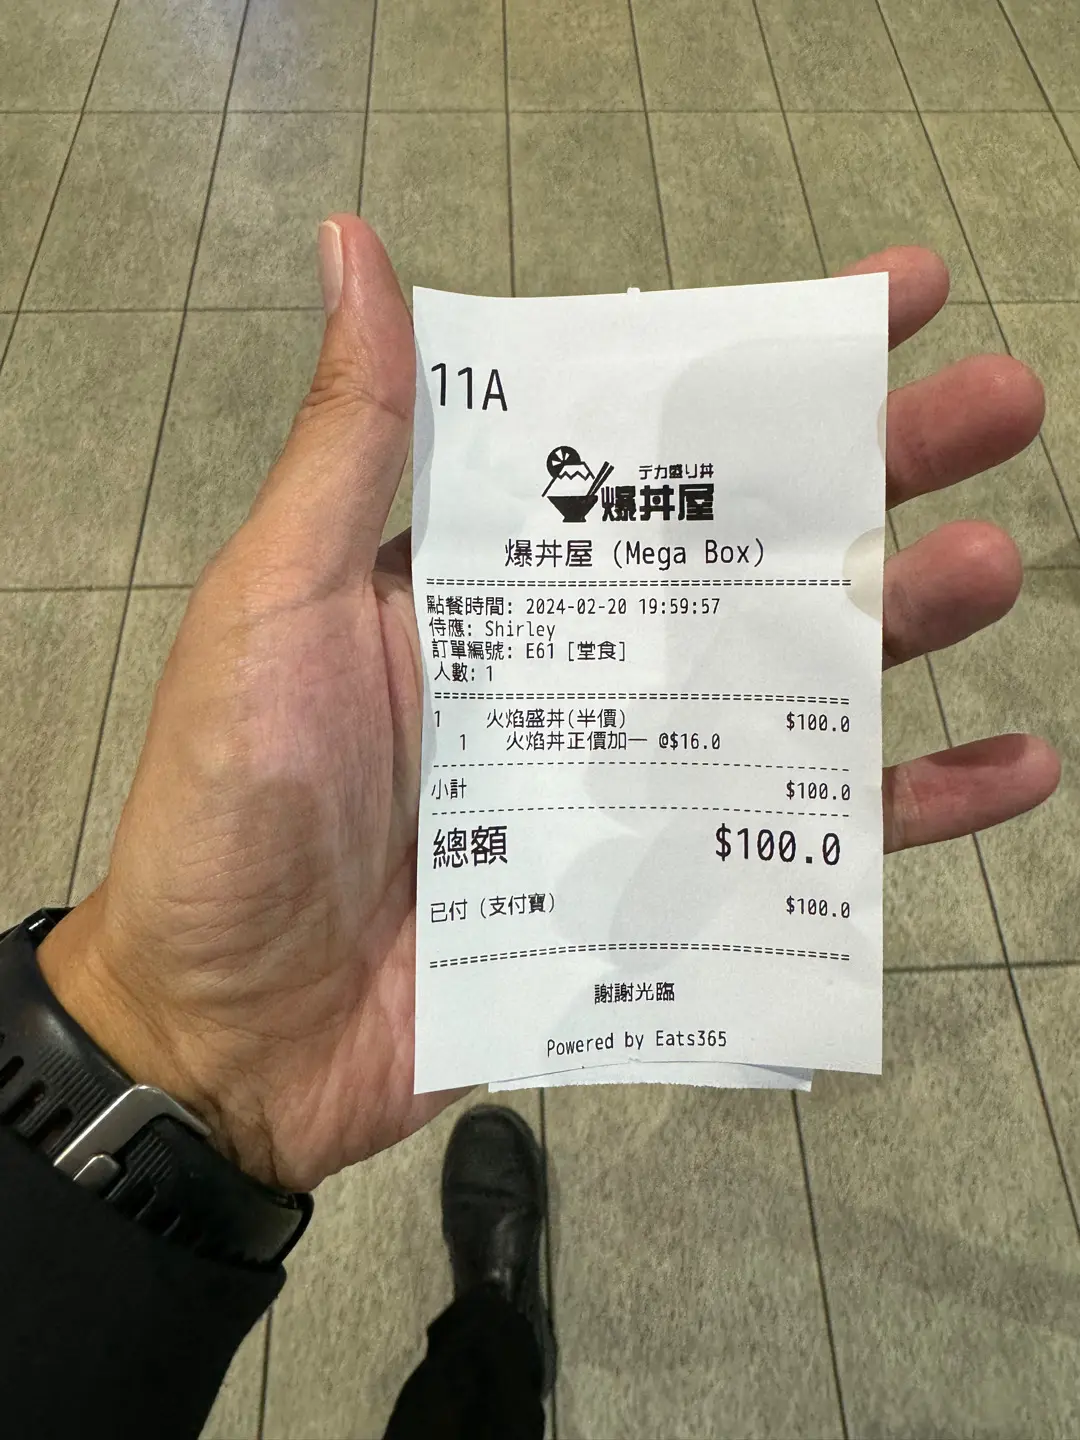 11A
デカ盛り丼
爆丼屋
爆丼屋 (Mega Box)
================================================
點餐時間: 2024-02-20 19:59:57
侍應: Shirley
訂單編號: E61 [堂食]
人數: 1
================================================
1 火焰盛丼(半價) $100.0
1 火焰丼正價加一 @$16.0
------------------------------------------------
小計 $100.0
------------------------------------------------
總額 $100.0
已付 (支付寶) $100.0
================================================
謝謝光臨
Powered by Eats365